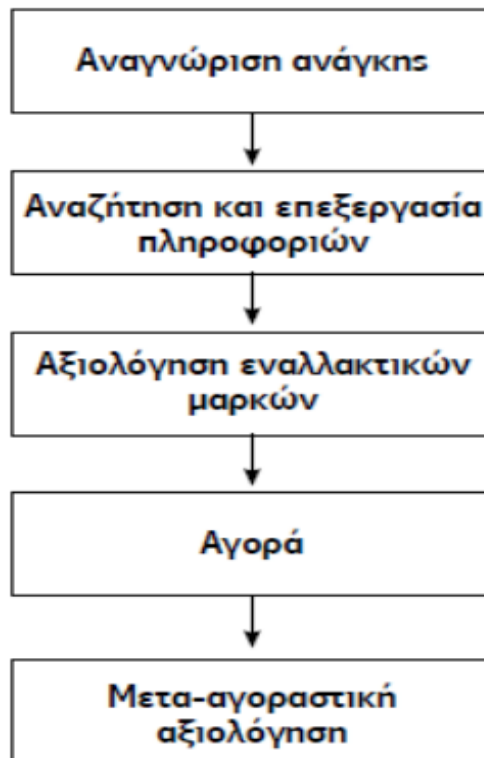 Αναγνώριση ανάγκης
Αναζήτηση και επεξεργασία
πληροφοριών
Αξιολόγηση εναλλακτικών
μαρκών
Αγορά
Μετα-αγοραστική
αξιολόγηση